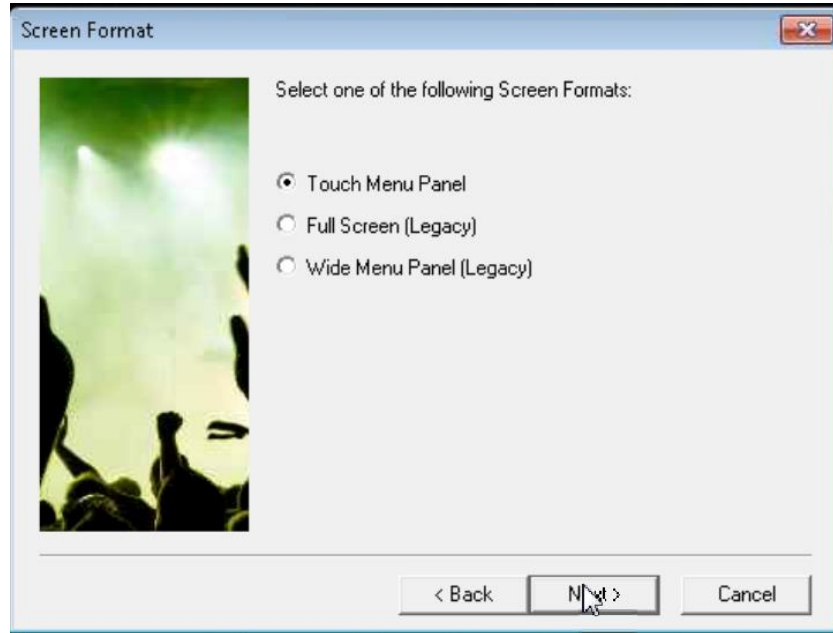 Screen Format
Select one of the following Screen Formats:
Touch Menu Panel
Full Screen (Legacy)
Wide Menu Panel (Legacy)
< Back
Next >
Cancel